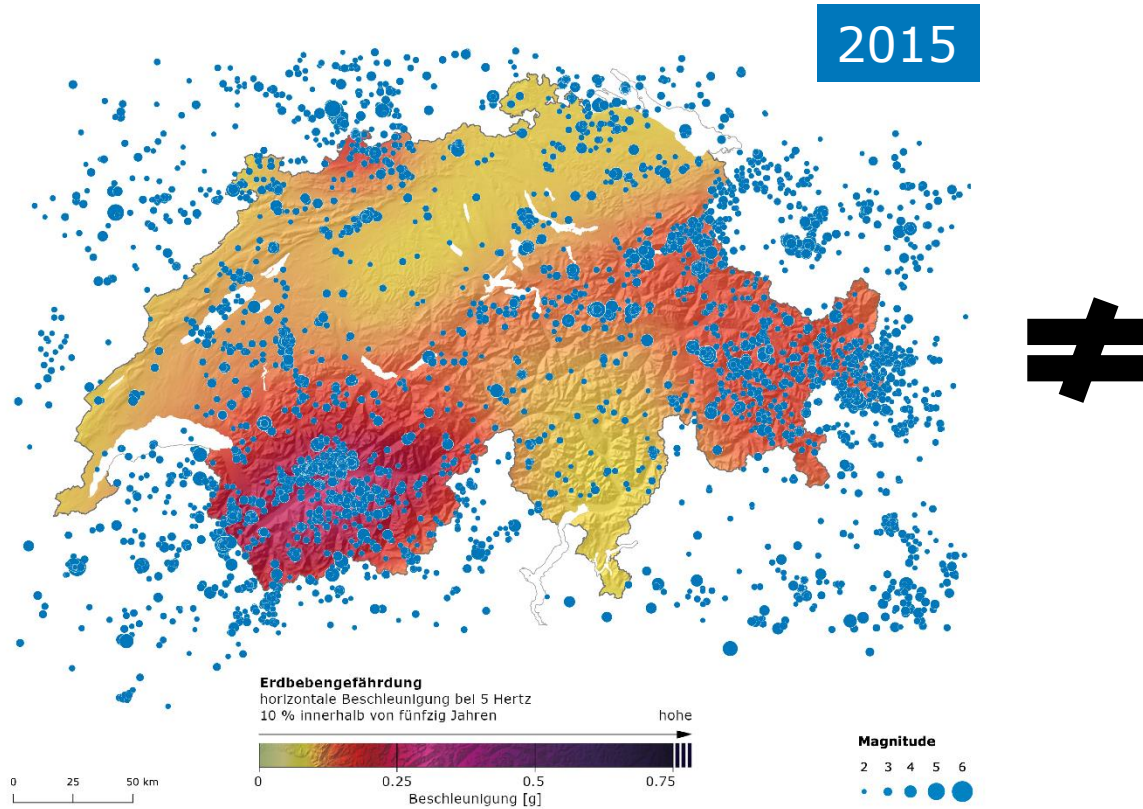 2015
≠
Erdbebengefährdung
horizontale Beschleunigung bei 5 Hertz
10 % innerhalb von fünfzig Jahren
hohe
0 0.25 0.5 0.75
Beschleunigung [g]
0 25 50 km
Magnitude
2 3 4 5 6